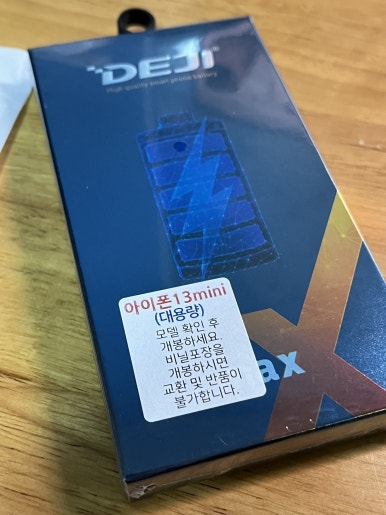 DEJI
High quality smart phone battery
아이폰13mini
(대용량)
모델 확인 후
개봉하세요.
비닐포장을
개봉하시면
교환 및 반품이
불가합니다.
ax
X